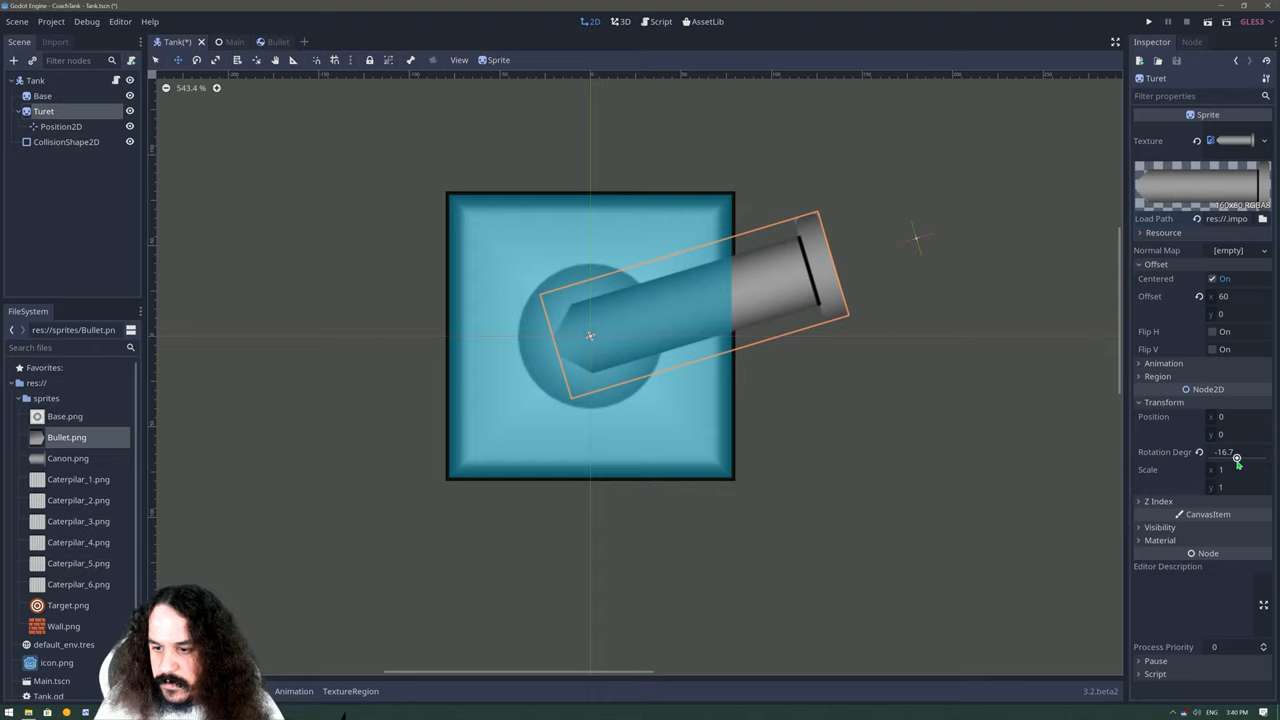 Godot Engine - CoachTank - Tank.tscn (*)
Scene Project Debug Editor Help
2D 3D Script AssetLib
GLES3
Scene Import
Tank(*) Main Bullet
Inspector Node
Filter nodes
View Sprite
Turet
Tank
543.4 %
Filter properties
Base
Turet
Sprite
Position2D
Texture
CollisionShape2D
160x60 RGBA8
Load Path res://.impo
Resource
Normal Map [empty]
Offset
Centered On
Offset x 60
y 0
FileSystem
res://sprites/Bullet.pn
Flip H On
Search files
Flip V On
Favorites:
Animation
res://
Region
sprites
Node2D
Transform
Base.png
Position x 0
Bullet.png
y 0
Canon.png
Rotation Degr -16.7
Caterpilar_1.png
Scale x 1
y 1
Caterpilar_2.png
Z Index
Caterpilar_3.png
CanvasItem
Visibility
Caterpilar_4.png
Material
Caterpilar_5.png
Node
Editor Description
Caterpilar_6.png
Target.png
Wall.png
default_env.tres
Process Priority 0
icon.png
Pause
Script
Main.tscn
Tank.gd
Animation TextureRegion
3.2.beta2
ENG 3:40 PM